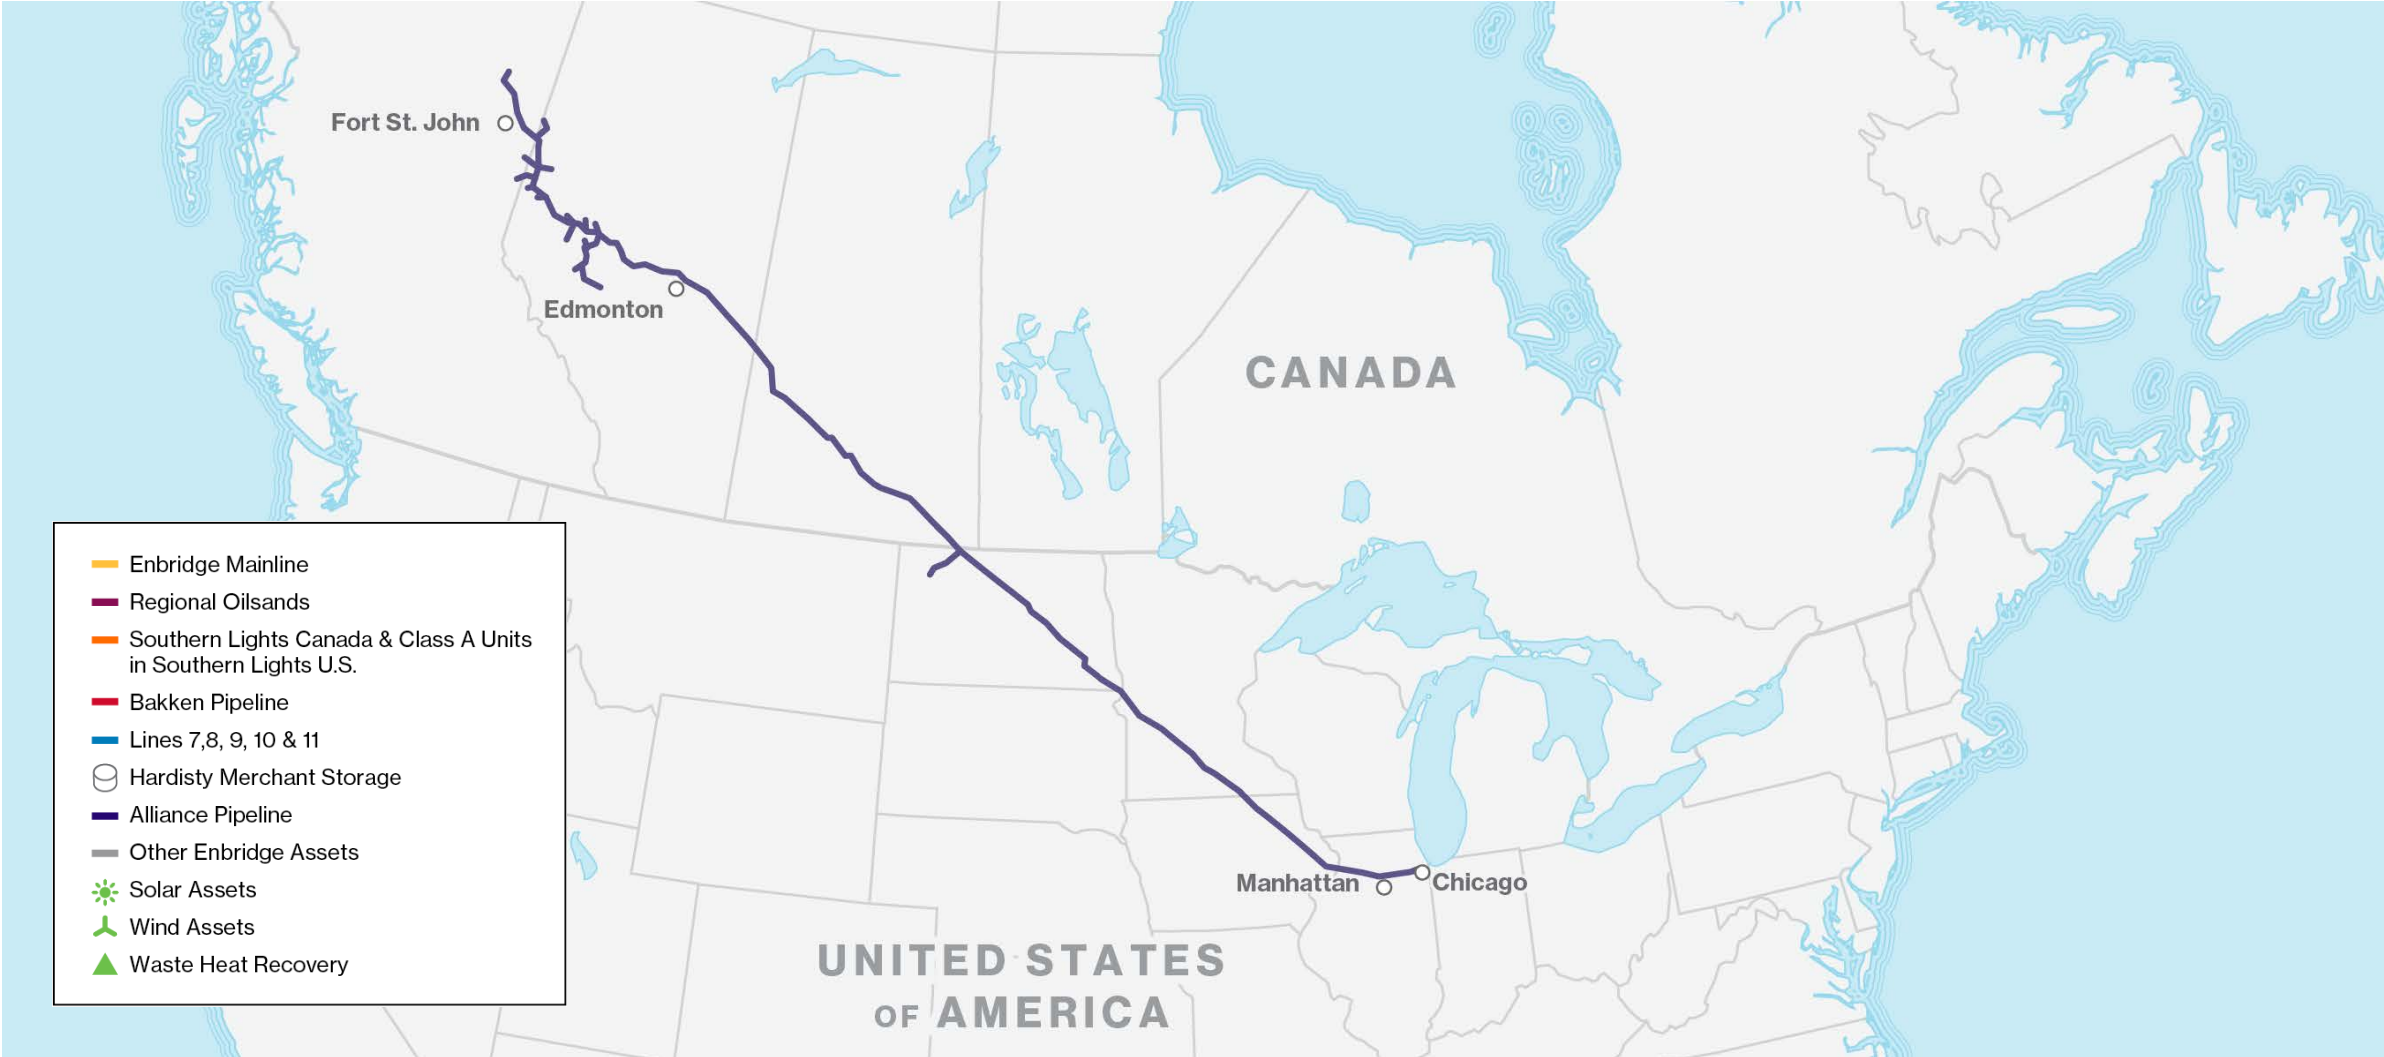 Fort St. John
Edmonton
CANADA
Enbridge Mainline
Regional Oilsands
Southern Lights Canada & Class A Units
in Southern Lights U.S.
Bakken Pipeline
Lines 7,8, 9, 10 & 11
Hardisty Merchant Storage
Alliance Pipeline
Other Enbridge Assets
Solar Assets
Wind Assets
Waste Heat Recovery
Manhattan
Chicago
UNITED STATES
OF AMERICA